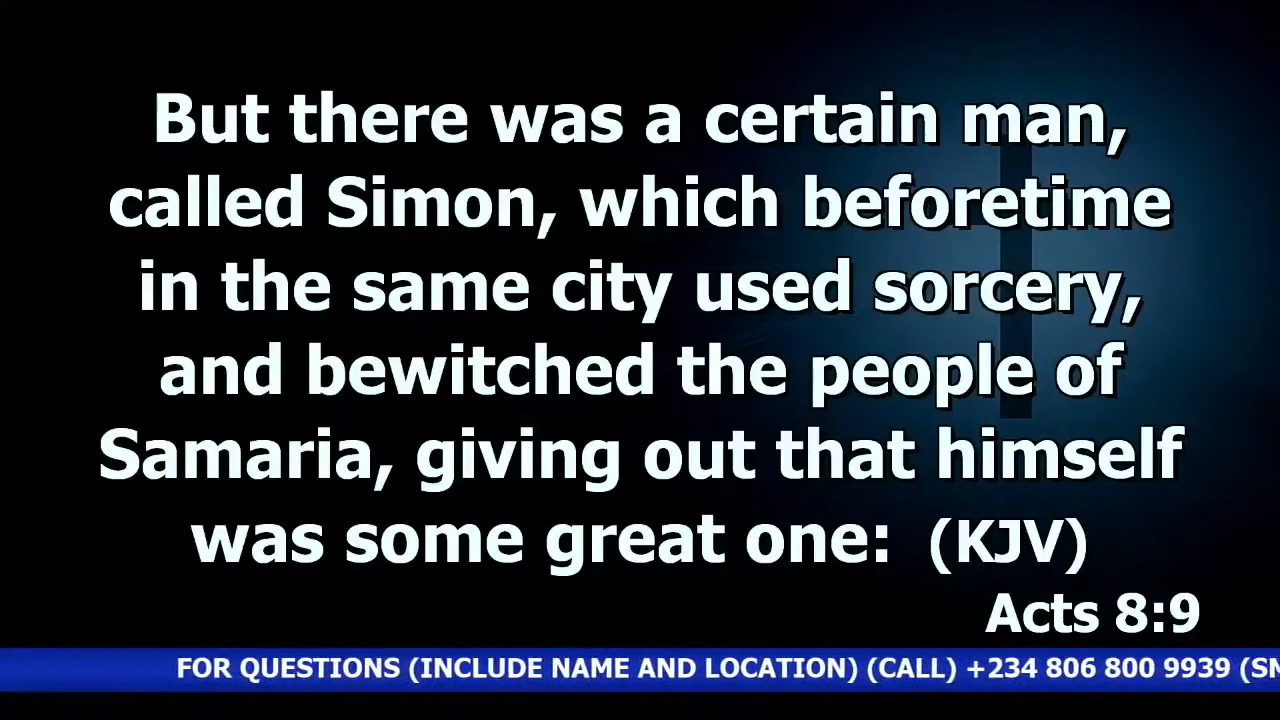 But there was a certain man,
called Simon, which beforetime
in the same city used sorcery,
and bewitched the people of
Samaria, giving out that himself
was some great one: (KJV)
Acts 8:9
FOR QUESTIONS (INCLUDE NAME AND LOCATION) (CALL) +234 806 800 9939 (SM